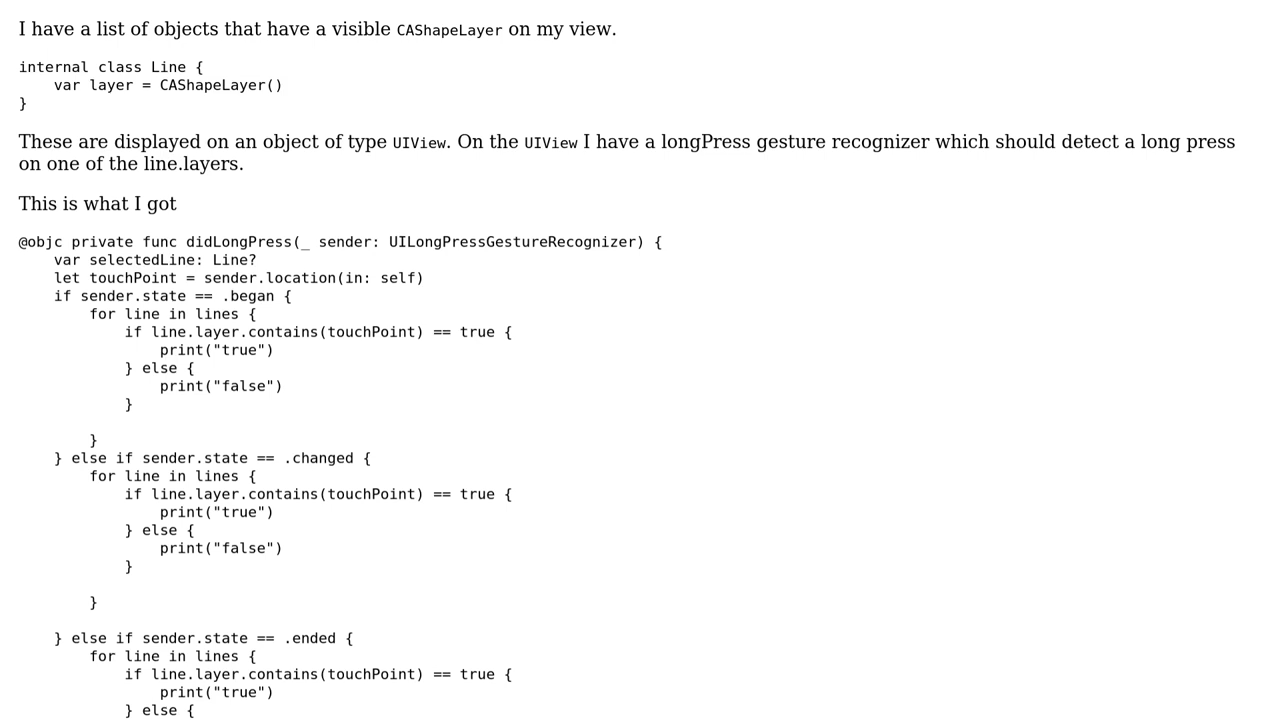 I have a list of objects that have a visible CAShapeLayer on my view.
internal class Line {
    var layer = CAShapeLayer()
}
These are displayed on an object of type UIView. On the UIView I have a longPress gesture recognizer which should detect a long press
on one of the line.layers.
This is what I got
@objc private func didLongPress(_ sender: UILongPressGestureRecognizer) {
    var selectedLine: Line?
    let touchPoint = sender.location(in: self)
    if sender.state == .began {
        for line in lines {
            if line.layer.contains(touchPoint) == true {
                print("true")
            } else {
                print("false")
            }
        }
    } else if sender.state == .changed {
        for line in lines {
            if line.layer.contains(touchPoint) == true {
                print("true")
            } else {
                print("false")
            }
        }
    } else if sender.state == .ended {
        for line in lines {
            if line.layer.contains(touchPoint) == true {
                print("true")
            } else {